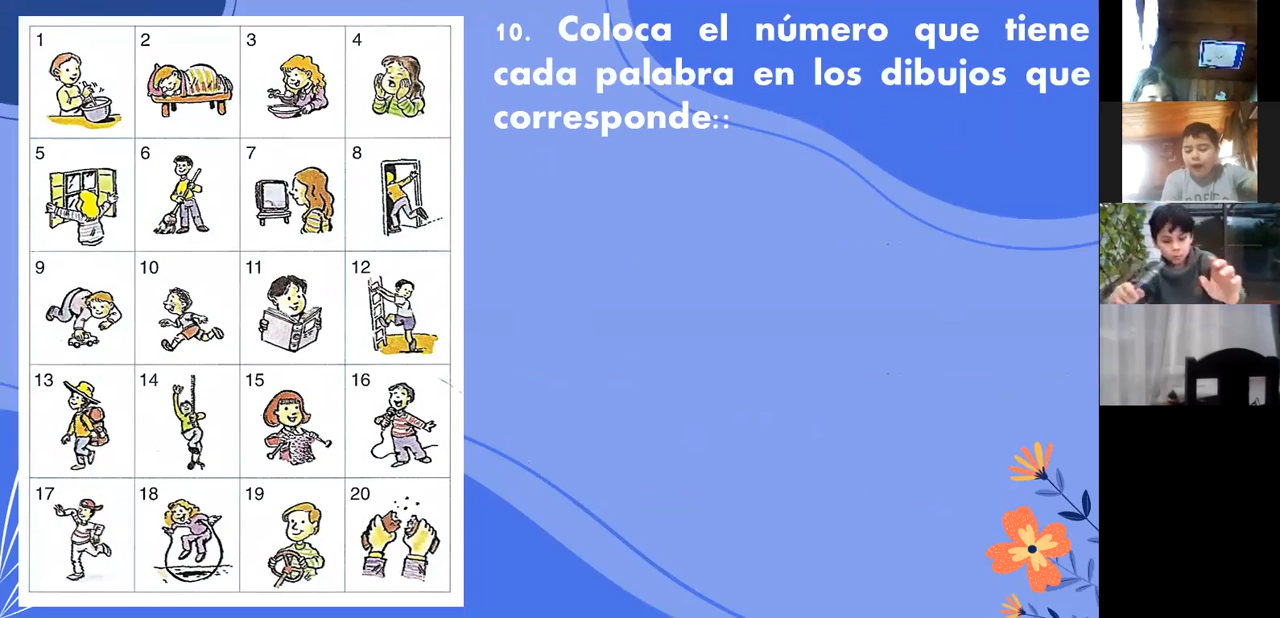 10. Coloca el número que tiene
cada palabra en los dibujos que
corresponde::
1 2 3 4
5 6 7 8
9 10 11 12
13 14 15 16
17 18 19 20